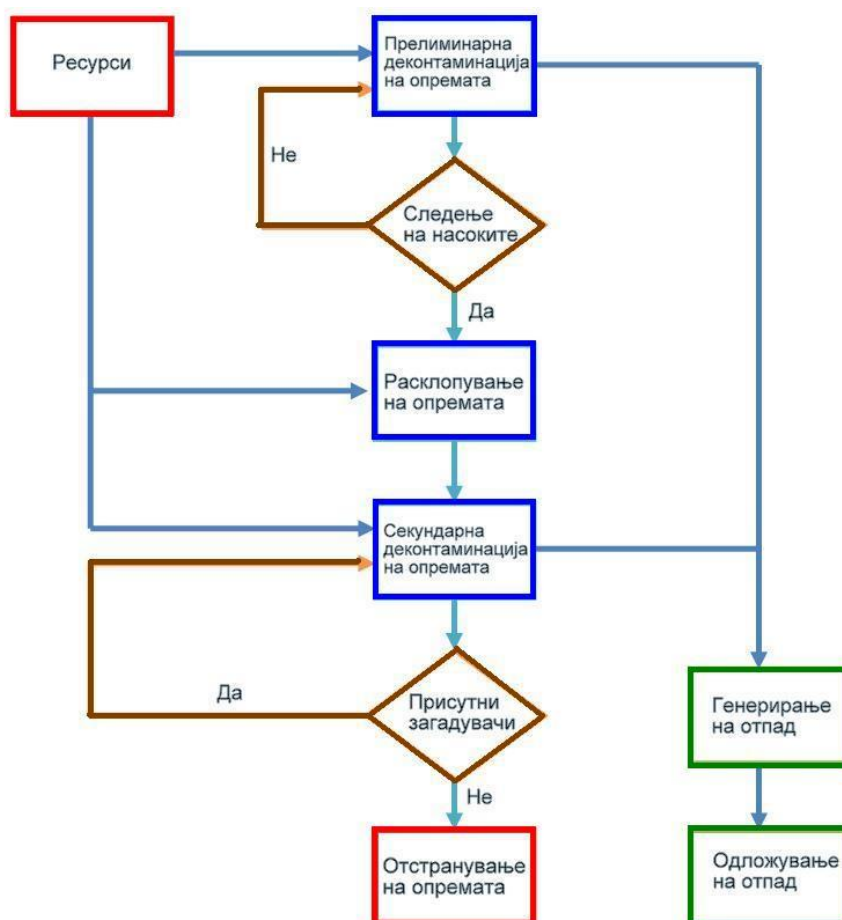 Ресурси
Прелиминарна
деконтаминација
на опремата
Не
Следење
на насоките
Да
Расклопување
на опремата
Секундарна
деконтаминација
на опремата
Да
Присутни
загадувачи
Генерирање
на отпад
Не
Отстранување
на опремата
Одложување
на отпад